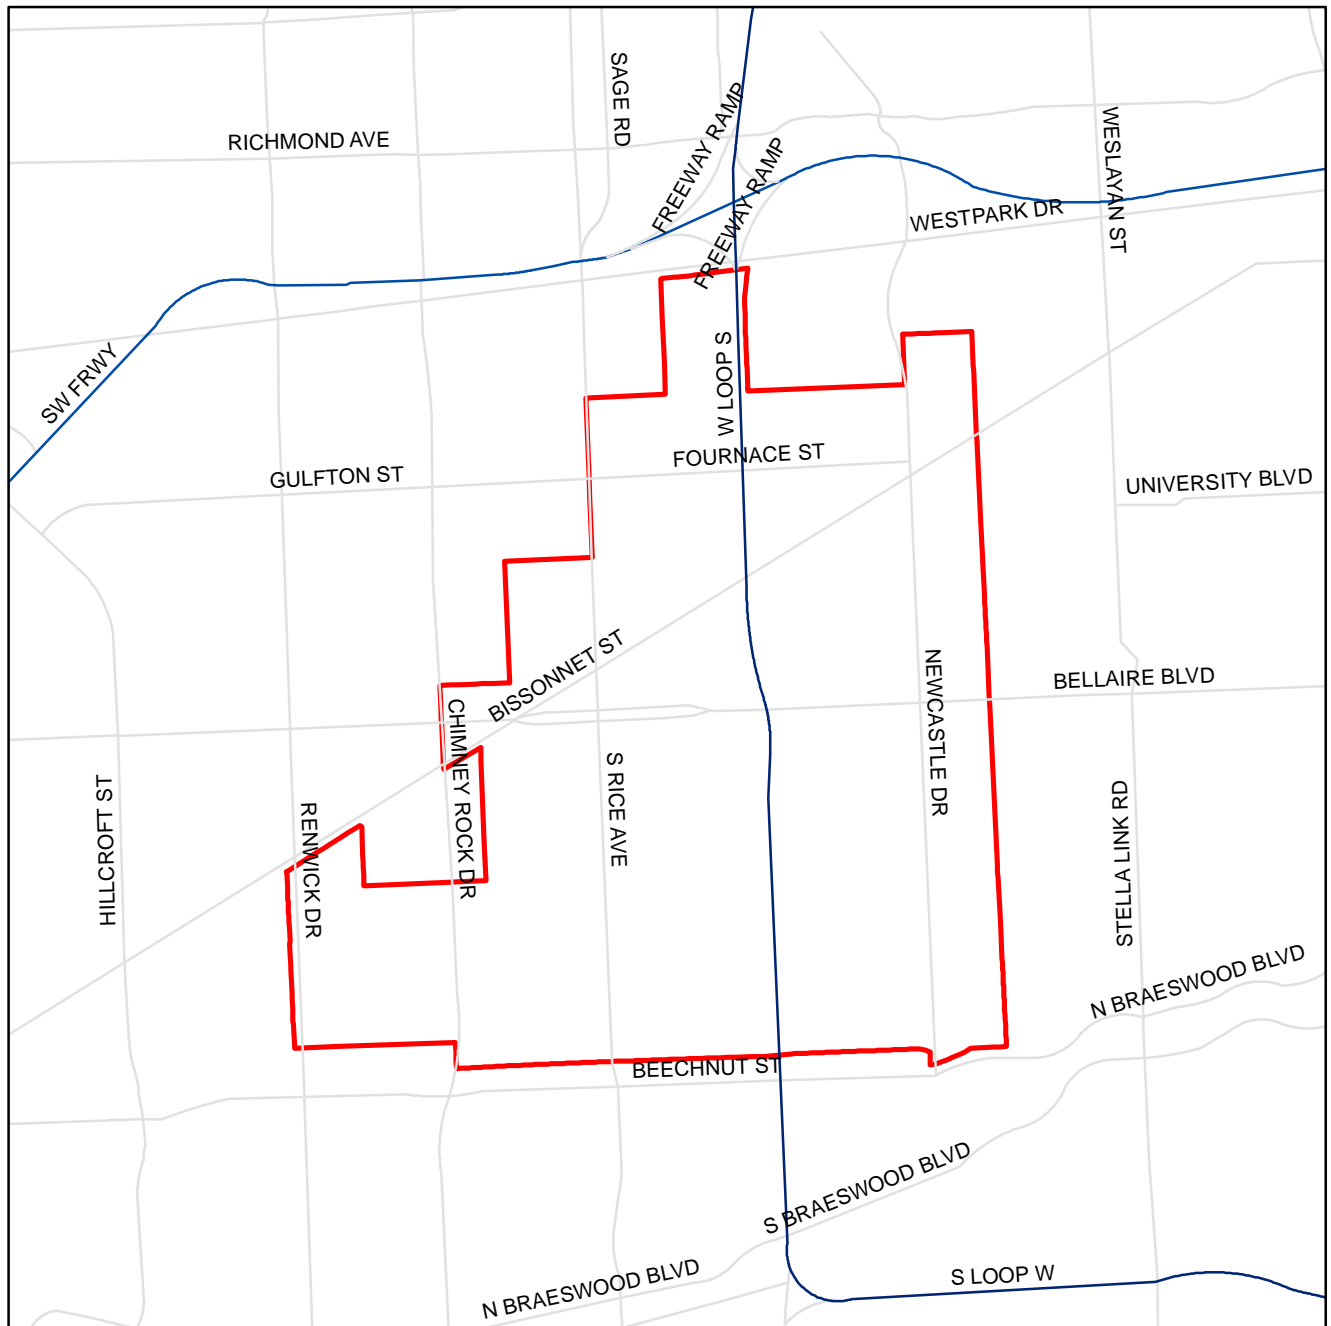 SAGE RD
FREEWAY RAMP
RICHMOND AVE
WESLAYAN ST
FREEWAY RAMP
WESTPARK DR
SW FRWY
W LOOP S
FOURNACE ST
GULFTON ST
UNIVERSITY BLVD
BISSONNET ST
NEWCASTLE DR
BELLAIRE BLVD
CHIMNEY ROCK DR
S RICE AVE
HILLCROFT ST
RENWICK DR
STELLA LINK RD
N BRAESWOOD BLVD
BEECHNUT ST
S BRAESWOOD BLVD
N BRAESWOOD BLVD
S LOOP W